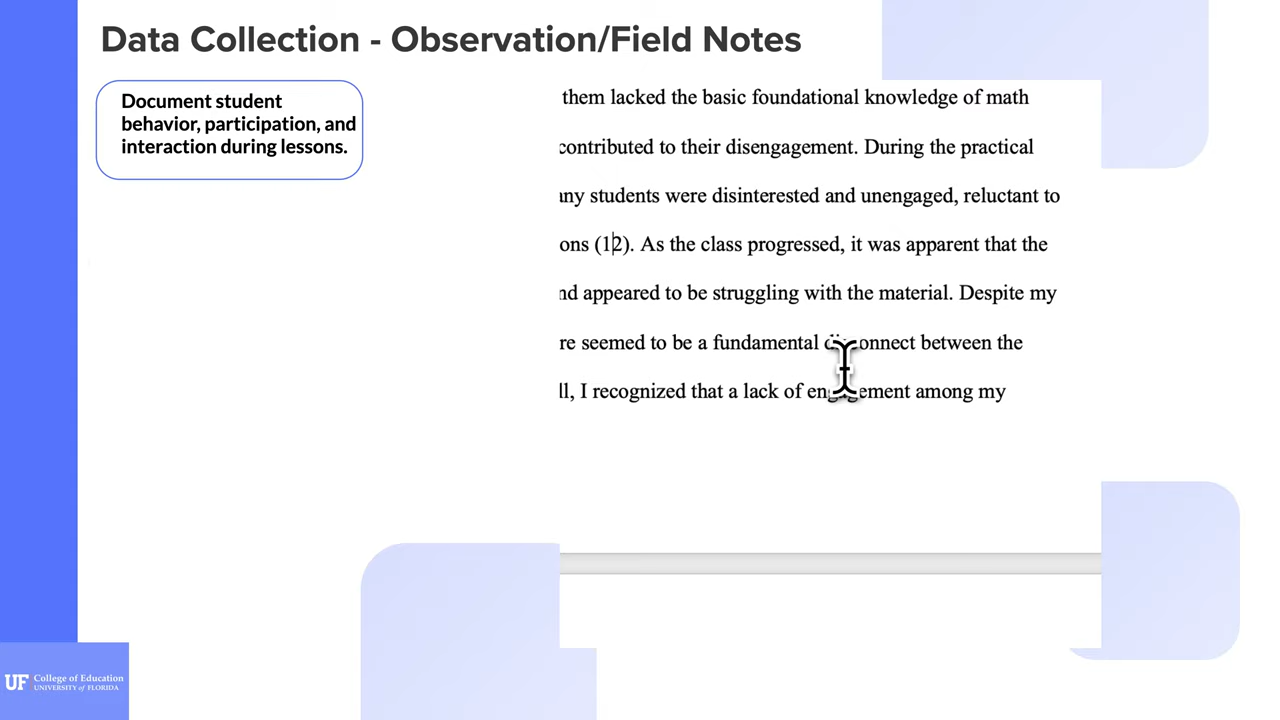 Data Collection - Observation/Field Notes
Document student
behavior, participation, and
interaction during lessons.
them lacked the basic foundational knowledge of math
contributed to their disengagement. During the practical
students were disinterested and unengaged, reluctant to
ons (12). As the class progressed, it was apparent that the
appeared to be struggling with the material. Despite my
re seemed to be a fundamental disconnect between the
ll, I recognized that a lack of engagement among my
UF College of Education
UNIVERSITY of FLORIDA